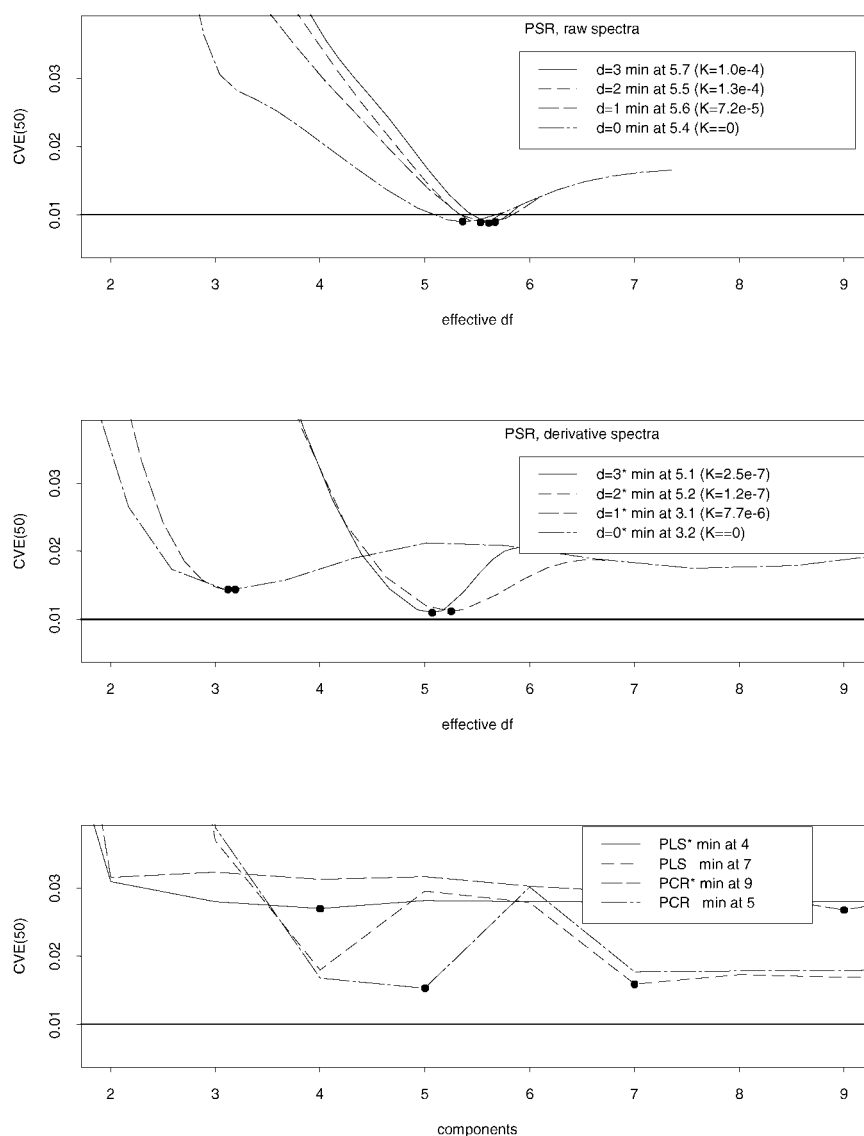 PSR, raw spectra
d=3 min at 5.7 (K=1.0e-4)
d=2 min at 5.5 (K=1.3e-4)
d=1 min at 5.6 (K=7.2e-5)
d=0 min at 5.4 (K==0)
CVE(50)
0.03
0.02
0.01
2 3 4 5 6 7 8 9
effective df
PSR, derivative spectra
d=3* min at 5.1 (K=2.5e-7)
d=2* min at 5.2 (K=1.2e-7)
d=1* min at 3.1 (K=7.7e-6)
d=0* min at 3.2 (K==0)
CVE(50)
0.03
0.02
0.01
2 3 4 5 6 7 8 9
effective df
PLS* min at 4
PLS min at 7
PCR* min at 9
PCR min at 5
CVE(50)
0.03
0.02
0.01
2 3 4 5 6 7 8 9
components